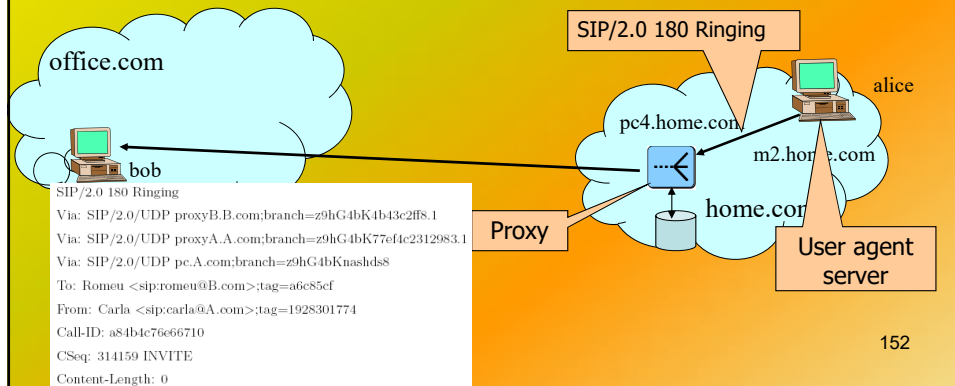 SIP/2.0 180 Ringing
office.com
alice
pc4.home.com
m2.home.com
bob
home.com
Proxy
User agent
server
SIP/2.0 180 Ringing
Via: SIP/2.0/UDP proxyB.B.com;branch=z9hG4bK4b43c2ff8.1
Via: SIP/2.0/UDP proxyA.A.com;branch=z9hG4bK77ef4c2312983.1
Via: SIP/2.0/UDP pc.A.com;branch=z9hG4bKnashds8
To: Romeu <sip:romeu@B.com>;tag=a6c85cf
From: Carla <sip:carla@A.com>;tag=1928301774
Call-ID: a84b4c76e66710
CSeq: 314159 INVITE
Content-Length: 0
152